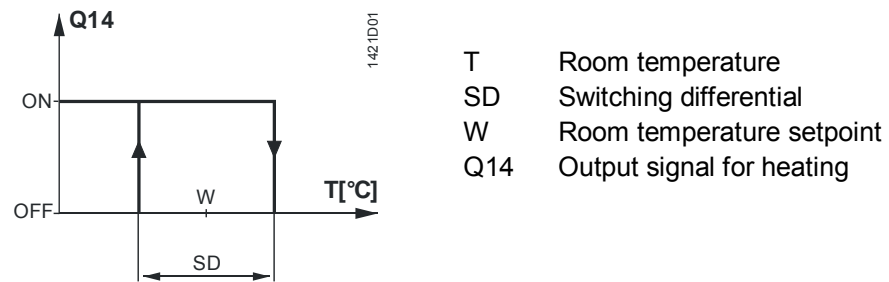 Q14
1421D01
ON
W
T[°C]
OFF
SD
T Room temperature
SD Switching differential
W Room temperature setpoint
Q14 Output signal for heating